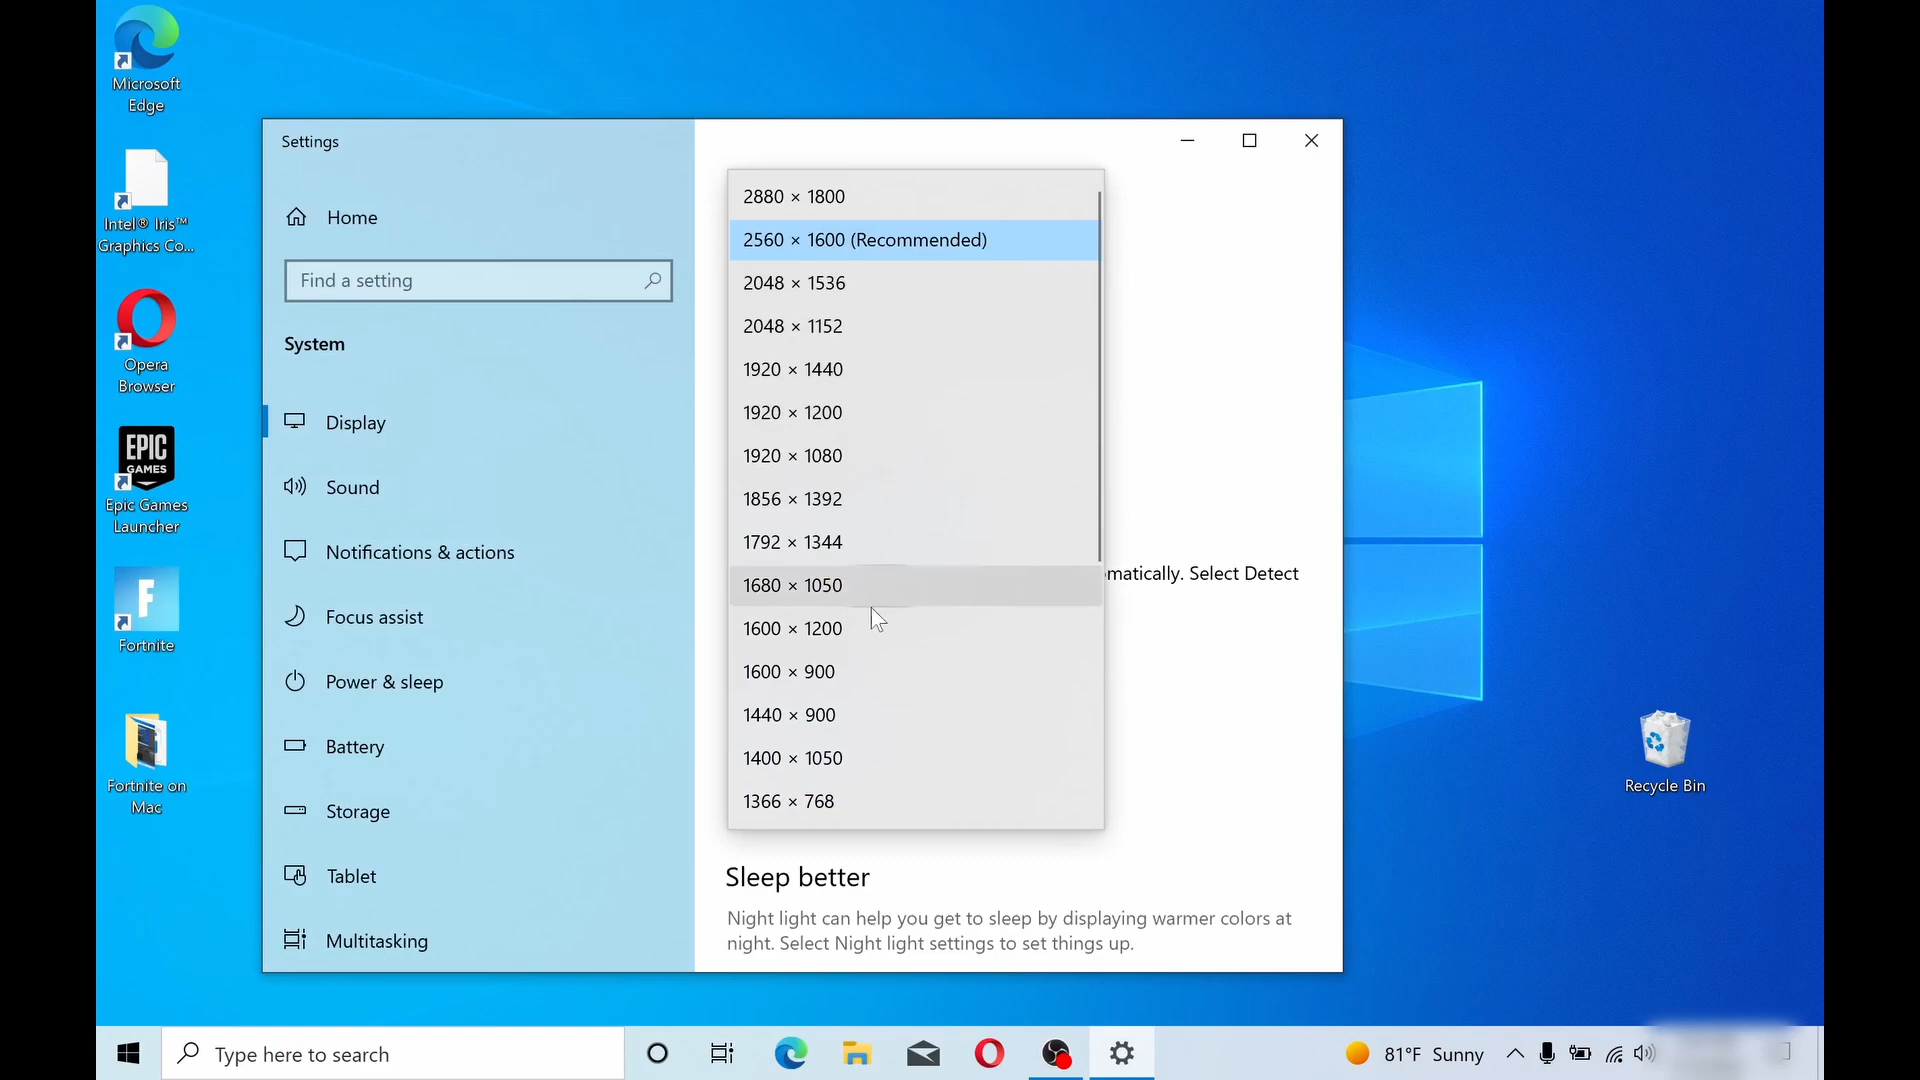 Microsoft
Edge
Intel® Iris™
Graphics Co...
Opera
Browser
EPIC
GAMES
Epic Games
Launcher
F
Fortnite
Fortnite on
Mac
Settings
Home
Find a setting
System
Display
Sound
Notifications & actions
Focus assist
Power & sleep
Battery
Storage
Tablet
Multitasking
2880 × 1800
2560 × 1600 (Recommended)
2048 × 1536
2048 × 1152
1920 × 1440
1920 × 1200
1920 × 1080
1856 × 1392
1792 × 1344
1680 × 1050
1600 × 1200
1600 × 900
1440 × 900
1400 × 1050
1366 × 768
matically. Select Detect
Sleep better
Night light can help you get to sleep by displaying warmer colors at
night. Select Night light settings to set things up.
Recycle Bin
Type here to search
81°F Sunny